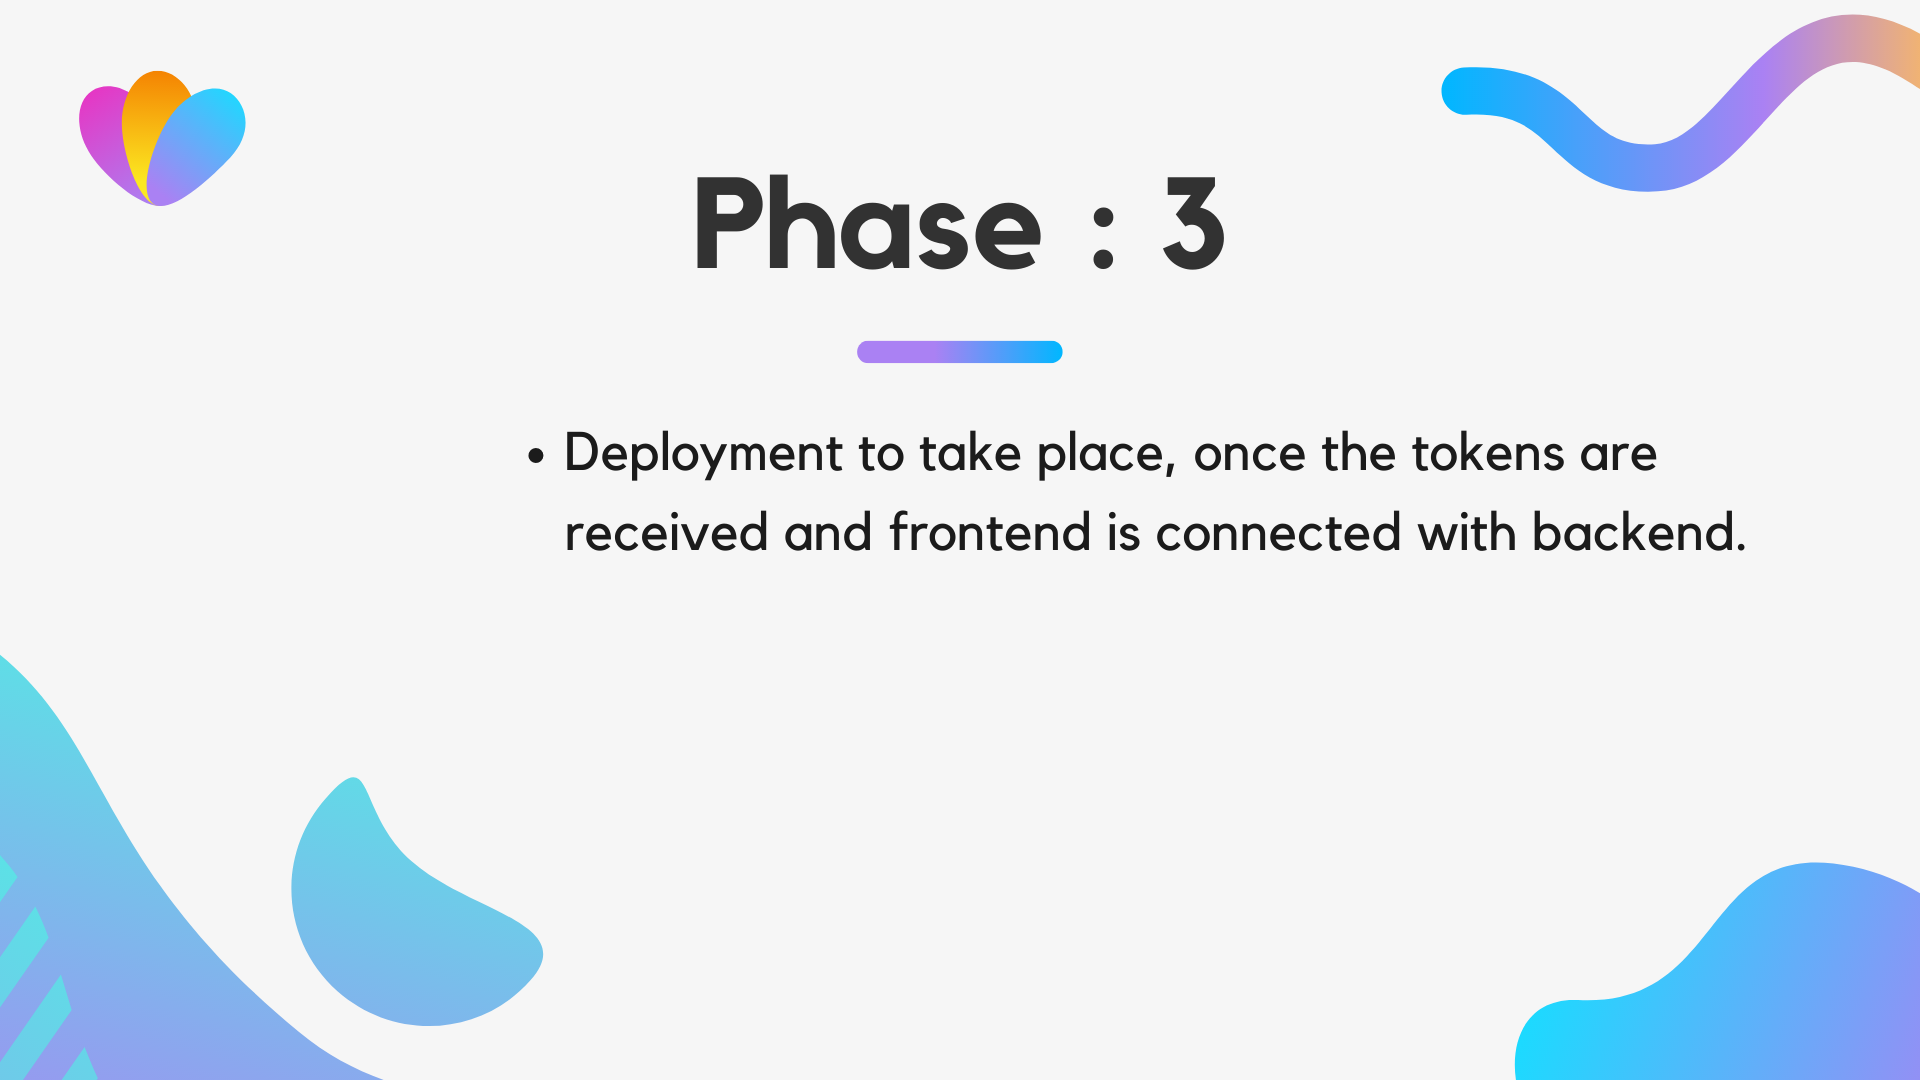 Phase : 3
• Deployment to take place, once the tokens are
received and frontend is connected with backend.